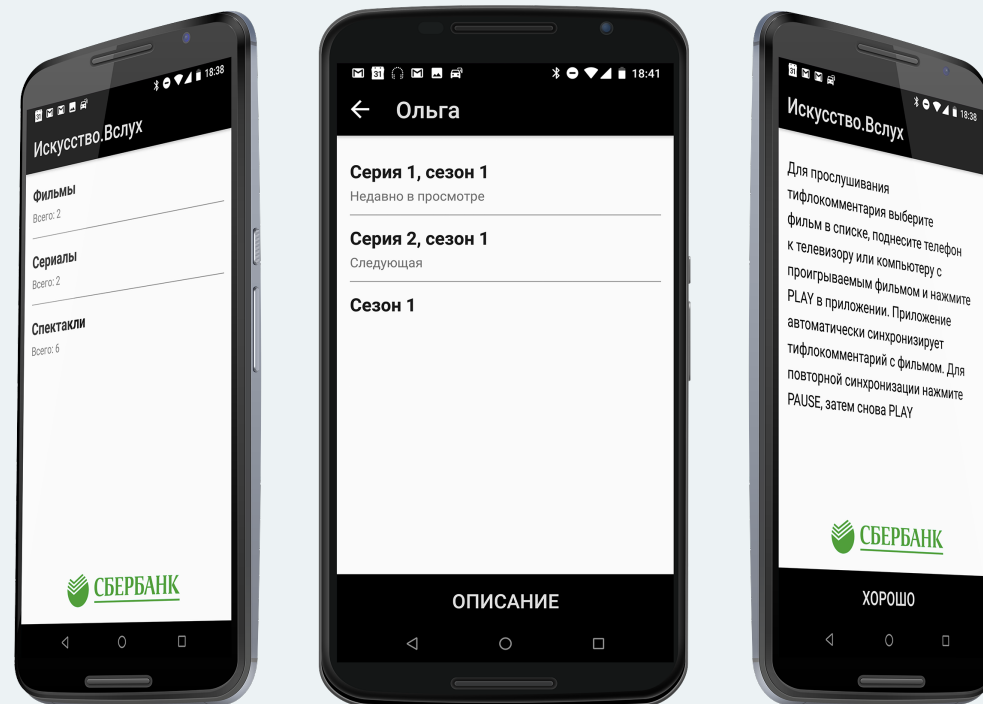 18:38
Искусство.Вслух
Фильмы
Всего: 2
Сериалы
Всего: 2
Спектакли
Всего: 6
СБЕРБАНК
31
18:41
Ольга
Серия 1, сезон 1
Недавно в просмотре
Серия 2, сезон 1
Следующая
Сезон 1
ОПИСАНИЕ
31
18:38
Искусство.Вслух
Для прослушивания
тифлокомментария выберите
фильм в списке, поднесите телефон
к телевизору или компьютеру с
проигрываемым фильмом и нажмите
PLAY в приложении. Приложение
автоматически синхронизирует
тифлокомментарий с фильмом. Для
повторной синхронизации нажмите
PAUSE, затем снова PLAY
СБЕРБАНК
ХОРОШО